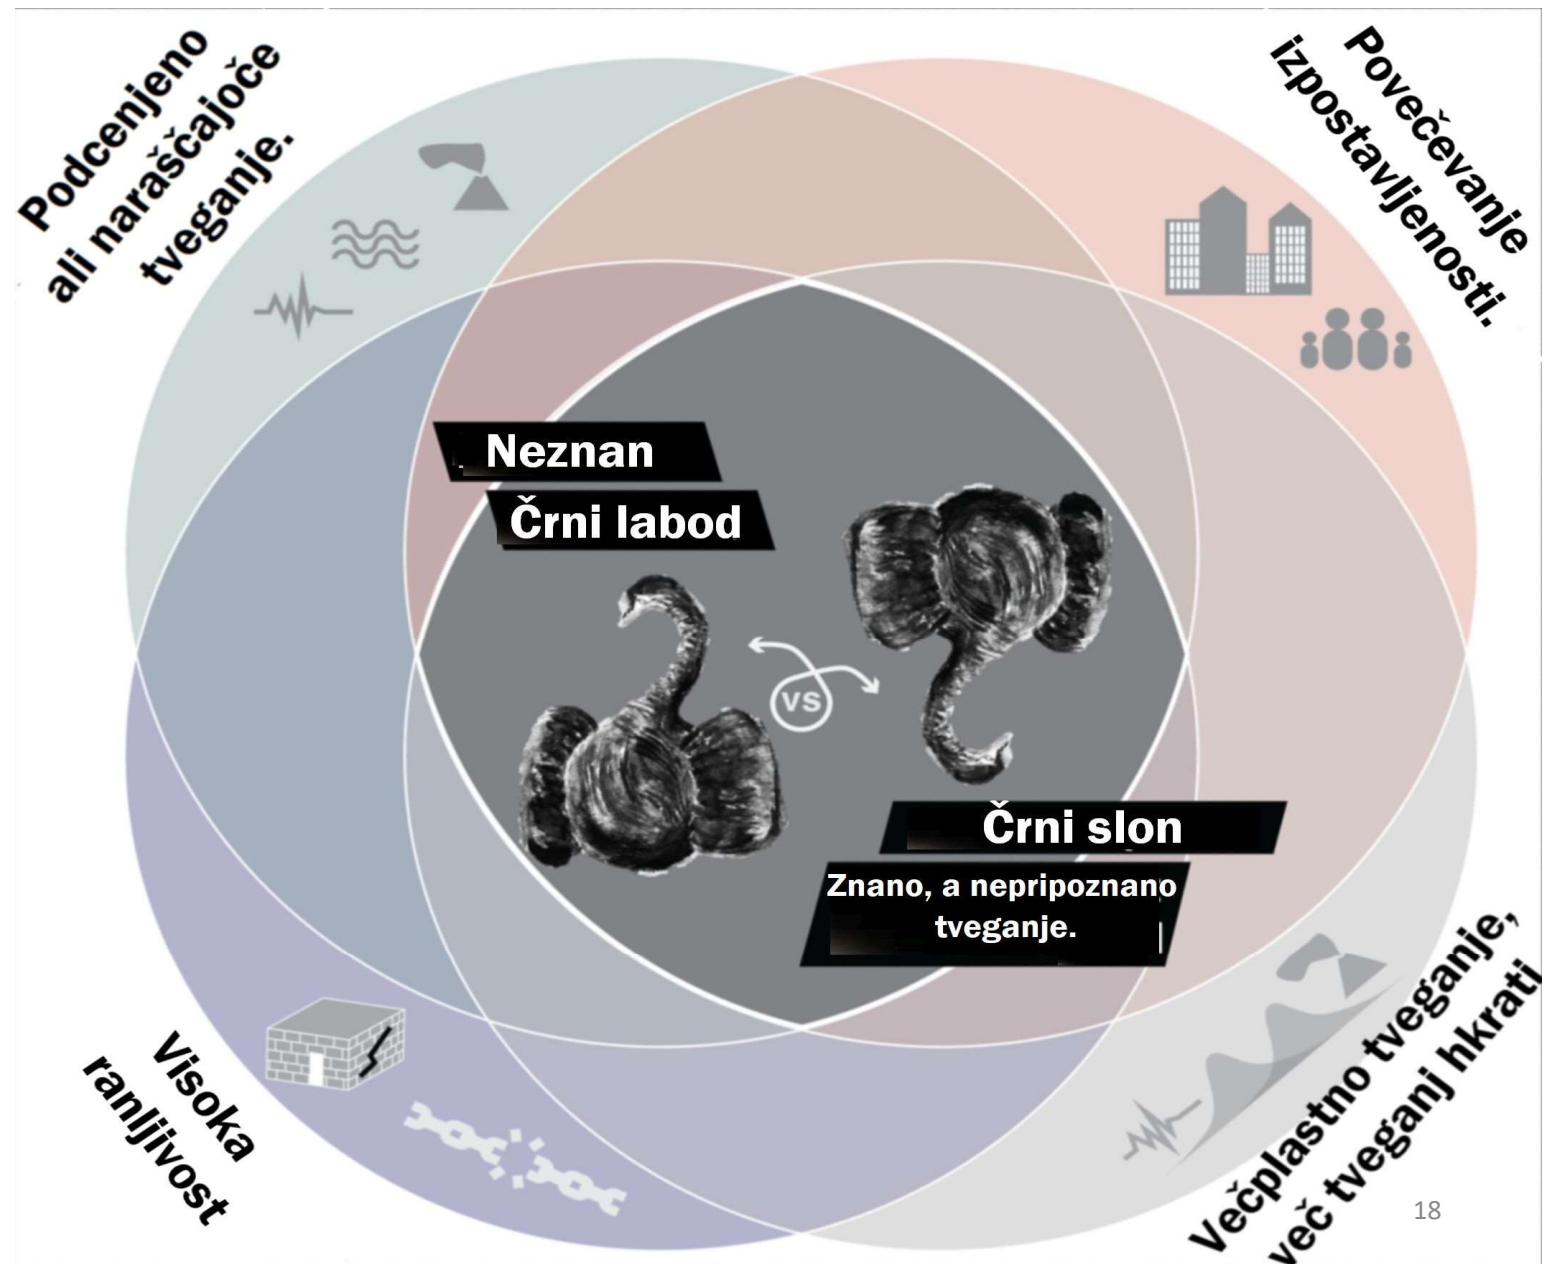 Podcenjeno
ali naraščajoče
tveganje.
Povečevanje
izpostavljenosti.
Neznan
Črni labod
vs
Črni slon
Znano, a nepripoznano
tveganje.
Visoka
ranljivost
Večplastno tveganje,
več tveganj hkrati
18